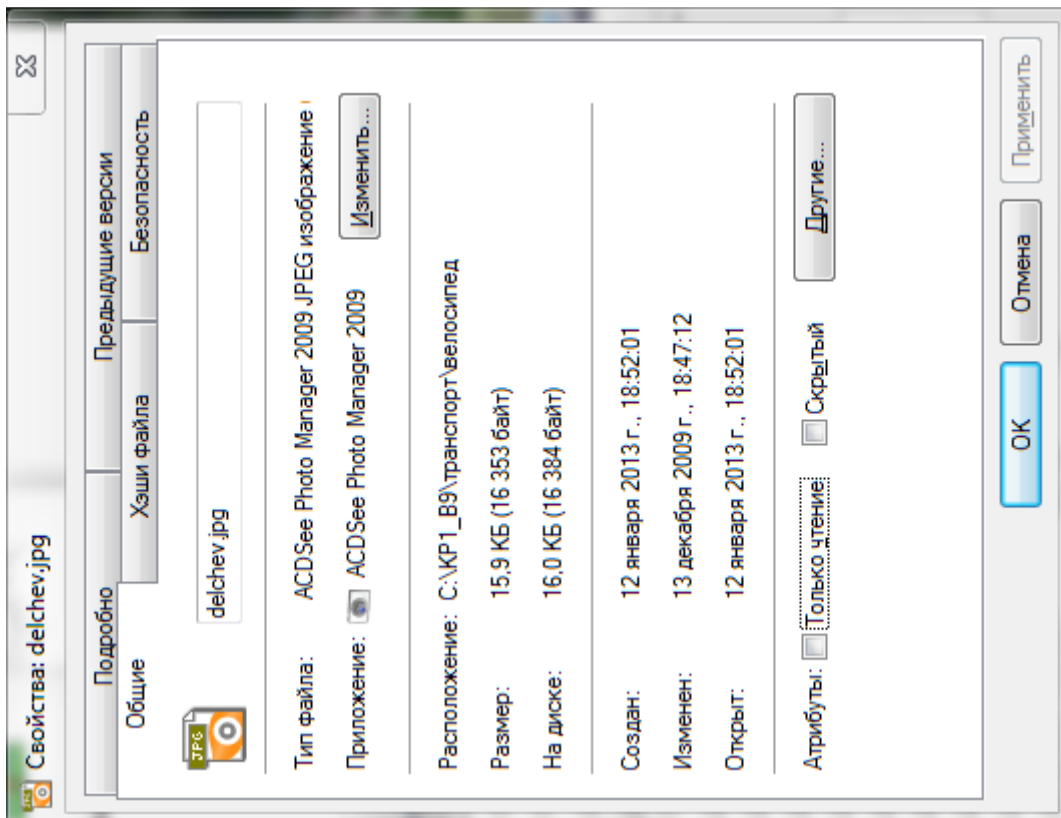 Свойства: delchev.jpg
Подробно
Предыдущие версии
Общие
Хэши файла
Безопасность
JPG
delchev.jpg
Тип файла: ACDSee Photo Manager 2009 JPEG изображение
Приложение: ACDSee Photo Manager 2009 Изменить...
Расположение: C:\KP1_B9\транспорт\велосипед
Размер: 15,9 КБ (16 353 байт)
На диске: 16,0 КБ (16 384 байт)
Создан: 12 января 2013 г., 18:52:01
Изменен: 13 декабря 2009 г., 18:47:12
Открыт: 12 января 2013 г., 18:52:01
Атрибуты: Только чтение Скрытый Другие...
OK Отмена Применить